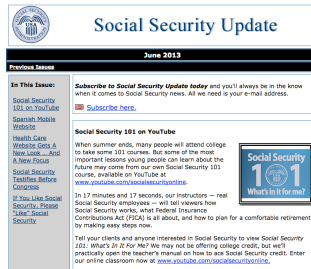 USA
Social Security Update
June 2013
Previous Issues
In This Issue:
Social Security
101 on YouTube
Spanish Mobile
Website
Health Care
Website Gets A
New Look ... And
A New Focus
Social Security
Testifies Before
Congress
If You Like Social
Security, Please
"Like" Social
Security
Subscribe to Social Security Update today and you'll always be in the know
when it comes to Social Security news. All we need is your e-mail address.
Subscribe here.
Social Security 101 on YouTube
When summer ends, many people will attend college
to take some 101 courses. But some of the most
important lessons young people can learn about the
future may come from our own Social Security 101
course, available on YouTube at
www.youtube.com/socialsecurityonline.
Social Security
101
What's in it for me?
In 17 minutes and 17 seconds, our instructors — real
Social Security employees — will tell viewers how
Social Security works, what Federal Insurance
Contributions Act (FICA) is all about, and how to plan for a comfortable retirement
by making easy steps now.
Tell your clients and anyone interested in Social Security to view Social Security
101: What's In It For Me? We may not be offering college credit, but we'll
practically open the teacher's manual on how to ace Social Security credit. Enter
our online classroom now at www.youtube.com/socialsecurityonline.